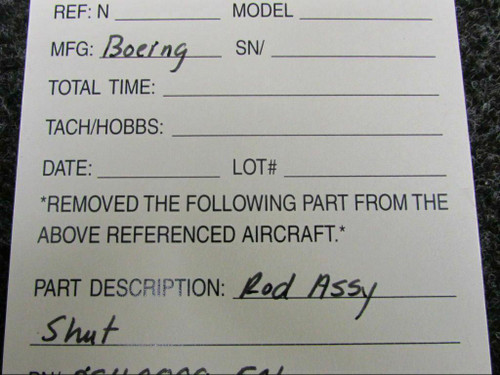 REF: N MODEL
MFG: Boeing SN/
TOTAL TIME:
TACH/HOBBS:
DATE: LOT#
*REMOVED THE FOLLOWING PART FROM THE
ABOVE REFERENCED AIRCRAFT.*
PART DESCRIPTION: Rod Assy
Shut